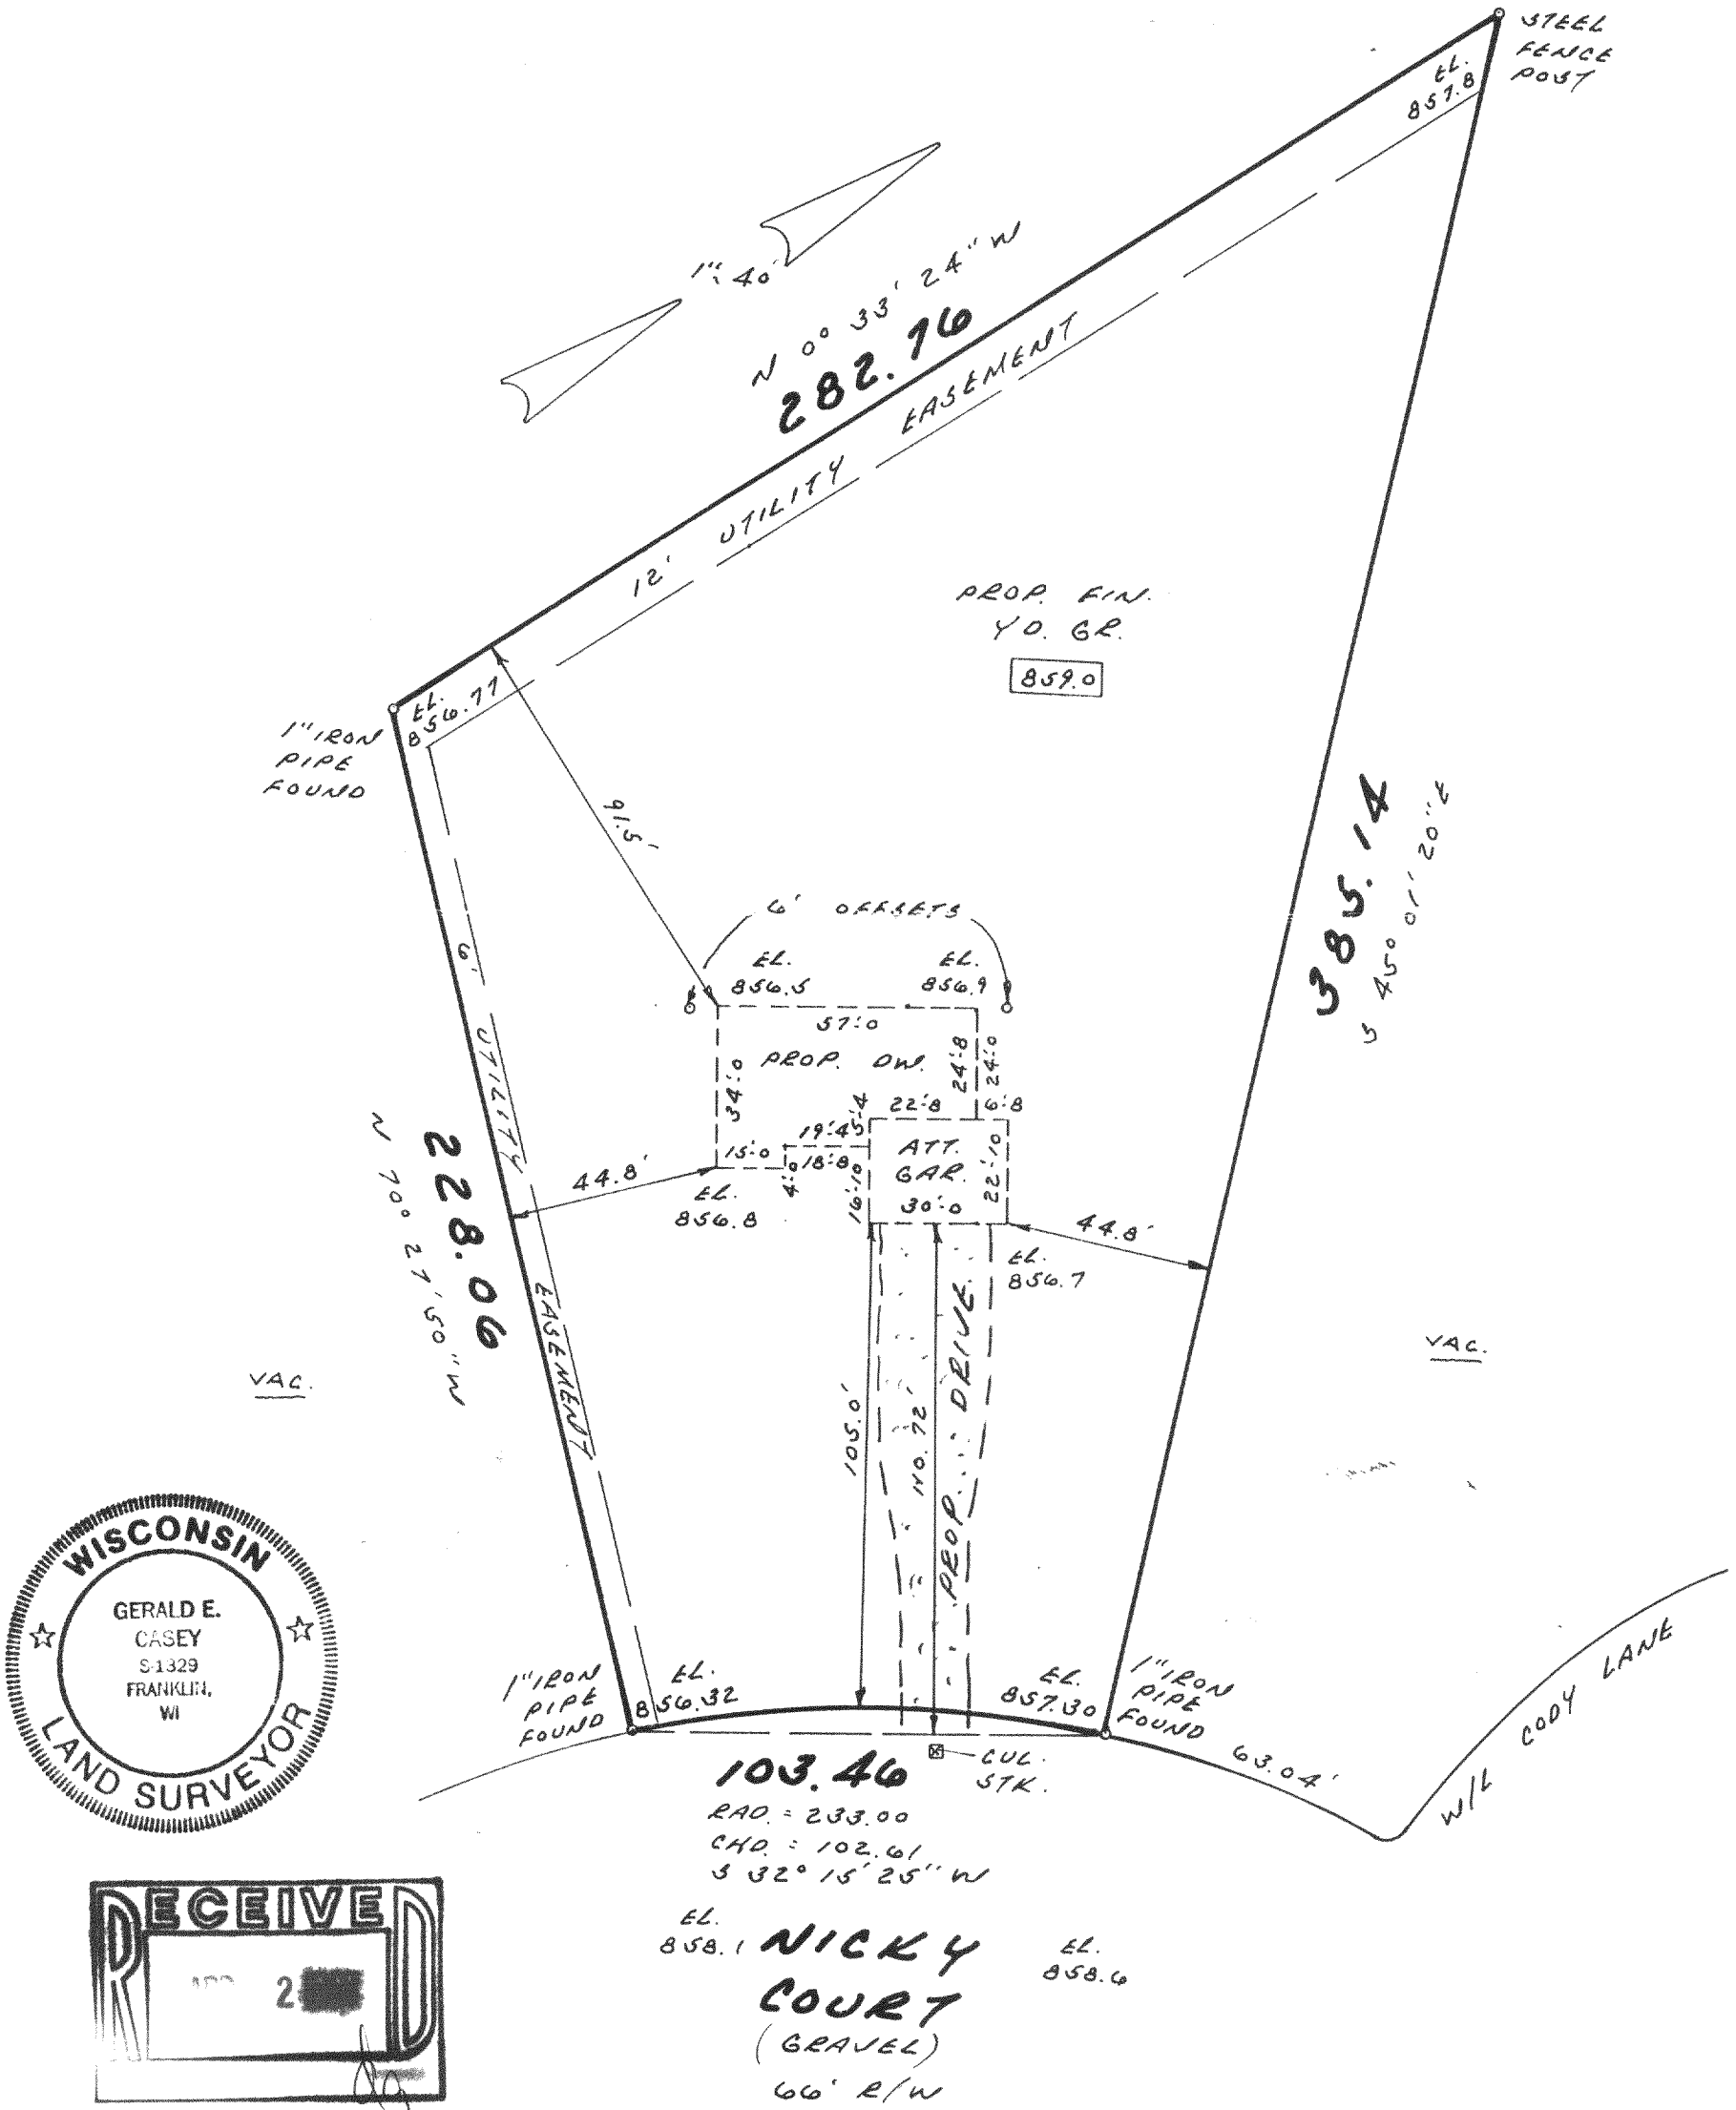 STEEL
FENCE
POST
EL.
857.8
1":40'
N 0° 33' 24" W
282.76
12' UTILITY EASEMENT
PROP. FIN.
YD. GR.
859.0
EL.
856.77
1" IRON
PIPE
FOUND
91.5'
385.14
S 45° 01' 20" E
6' OFFSETS
EL.
856.5
EL.
856.9
57'.0
PROP. DW.
34'.0
24'.8
24'.0
22'.8
6'.8
5'.4
19'.4
15'.0
18'.8
4'.0
16'.10
ATT.
GAR.
30'.0
22'.10
6' UTILITY EASEMENT
228.06
N 70° 27' 50" W
44.8'
EL.
856.8
44.8'
EL.
856.7
VAC.
VAC.
105.0'
110.72'
PROP. DRIVE
WISCONSIN
GERALD E.
CASEY
S-1329
FRANKLIN,
WI
LAND SURVEYOR
1" IRON
PIPE
FOUND
EL.
856.32
EL.
857.30
1" IRON
PIPE
FOUND
63.04'
W/L CODY LANE
CUL.
STK.
103.46
RAD. = 233.00
CHD. = 102.61
S 32° 15' 25" W
RECEIVED
2
EL.
858.1
NICKY
COURT
(GRAVEL)
66' R/W
EL.
858.6